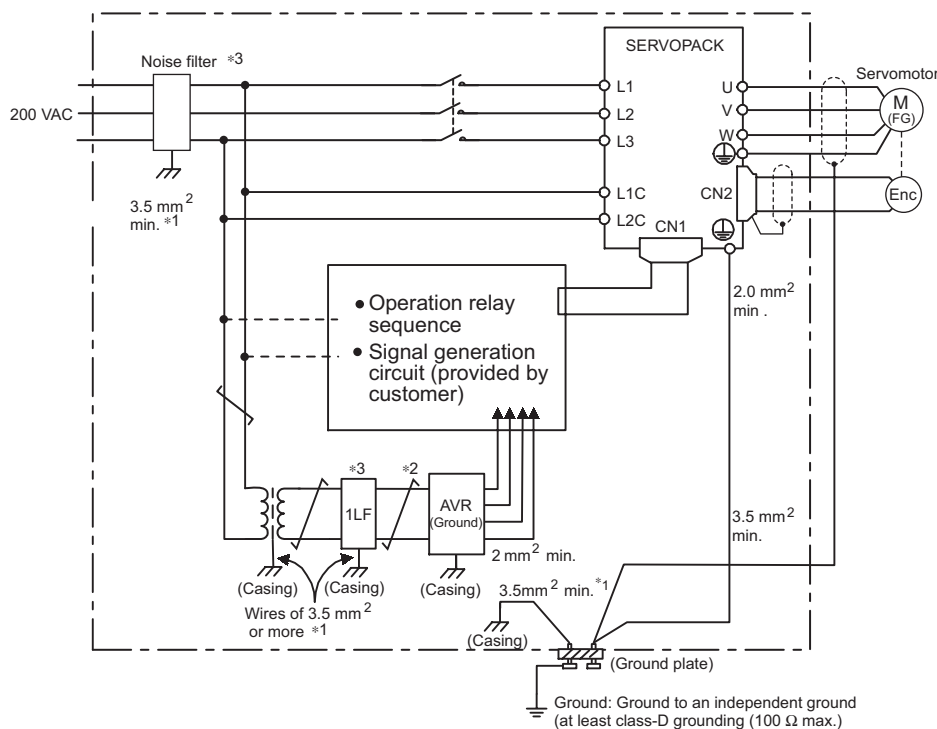 SERVOPACK
Noise filter *3
Servomotor
200 VAC
L1
L2
L3
U
V
W
M
(FG)
L1C
L2C
CN2
Enc
CN1
3.5 mm2
min. *1
2.0 mm2
min .
● Operation relay
sequence
● Signal generation
circuit (provided by
customer)
*3
*2
1LF
AVR
(Ground)
3.5 mm2
min.
2 mm2 min.
(Casing)
(Casing)
(Casing)
3.5mm2 min.*1
Wires of 3.5 mm2
or more *1
(Casing)
(Ground plate)
Ground: Ground to an independent ground
(at least class-D grounding (100 Ω max.)